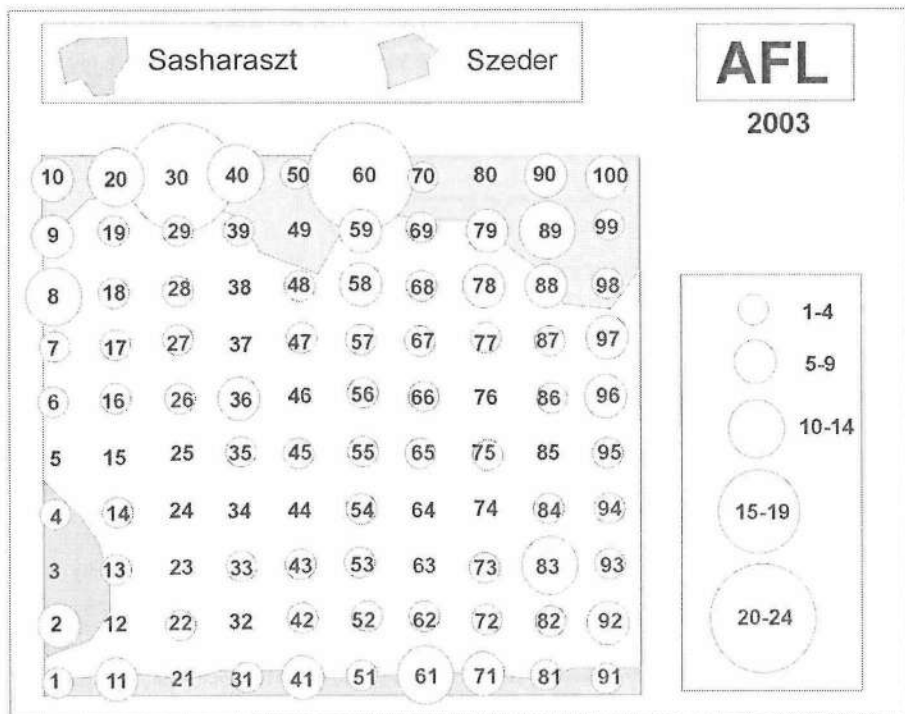 Sasharaszt Szeder AFL
2003
10 20 30 40 50 60 70 80 90 100
9 19 29 39 49 59 69 79 89 99
8 18 28 38 48 58 68 78 88 98
7 17 27 37 47 57 67 77 87 97
6 16 26 36 46 56 66 76 86 96
5 15 25 35 45 55 65 75 85 95
4 14 24 34 44 54 64 74 84 94
3 13 23 33 43 53 63 73 83 93
2 12 22 32 42 52 62 72 82 92
1 11 21 31 41 51 61 71 81 91
1-4
5-9
10-14
15-19
20-24